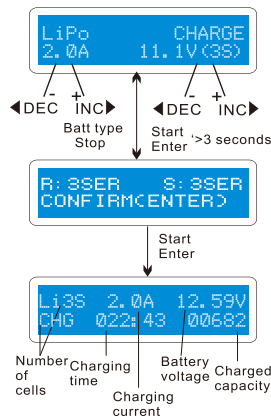 LiPo CHARGE
2.0A 11.1V(3S)
- + - +
DEC INC DEC INC
Batt type
Stop
Start
Enter '>3 seconds
R:3SER S:3SER
CONFIRM(ENTER)
Start
Enter
Li3S 2.0A 12.59V
CHG 022:43 00682
Number
of
cells
Charging
time
Charging
current
Battery
voltage
Charged
capacity